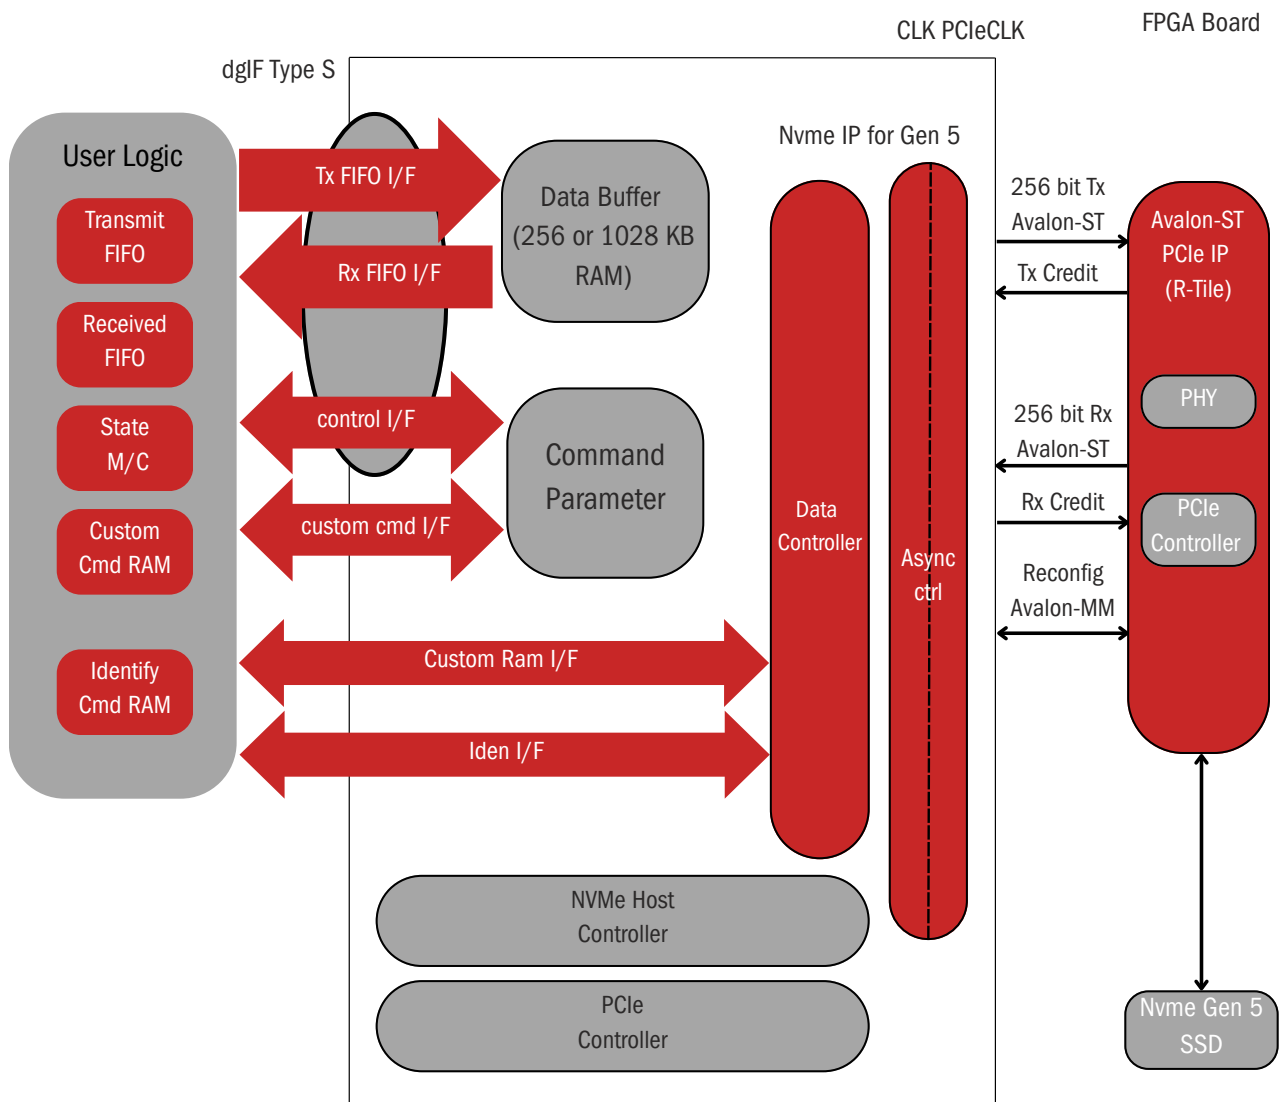 CLK PCIeCLK
FPGA Board
dgIF Type S
User Logic
Transmit
FIFO
Received
FIFO
State
M/C
Custom
Cmd RAM
Identify
Cmd RAM
Tx FIFO I/F
Rx FIFO I/F
control I/F
custom cmd I/F
Custom Ram I/F
Iden I/F
Data Buffer
(256 or 1028 KB
RAM)
Command
Parameter
Nvme IP for Gen 5
Data
Controller
Async
ctrl
NVMe Host
Controller
PCIe
Controller
256 bit Tx
Avalon-ST
Tx Credit
256 bit Rx
Avalon-ST
Rx Credit
Reconfig
Avalon-MM
Avalon-ST
PCIe IP
(R-Tile)
PHY
PCIe
Controller
Nvme Gen 5
SSD